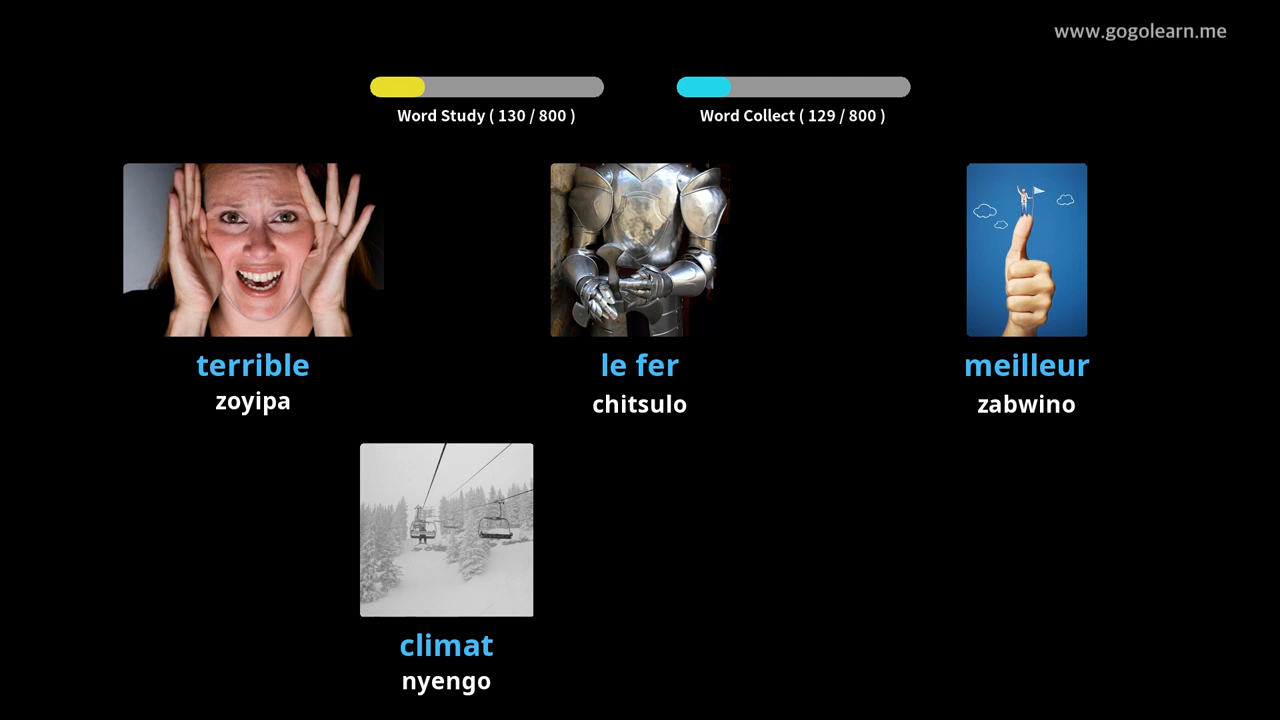 www.gogolearn.me
Word Study ( 130 / 800 )
Word Collect ( 129 / 800 )
terrible
zoyipa
le fer
chitsulo
meilleur
zabwino
climat
nyengo